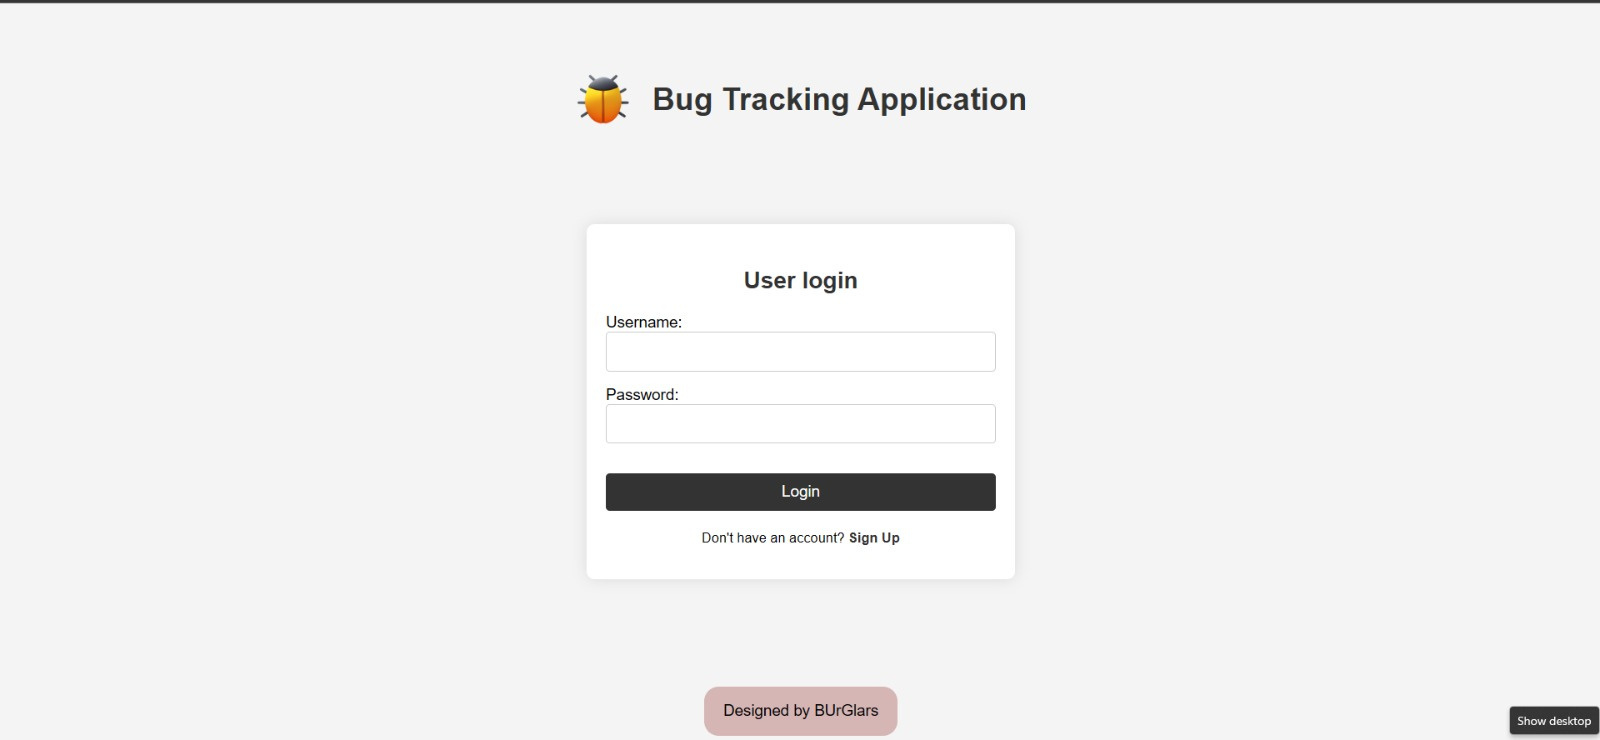 Bug Tracking Application
User login
Username:
Password:
Login
Don't have an account? Sign Up
Designed by BUrGlars
Show desktop